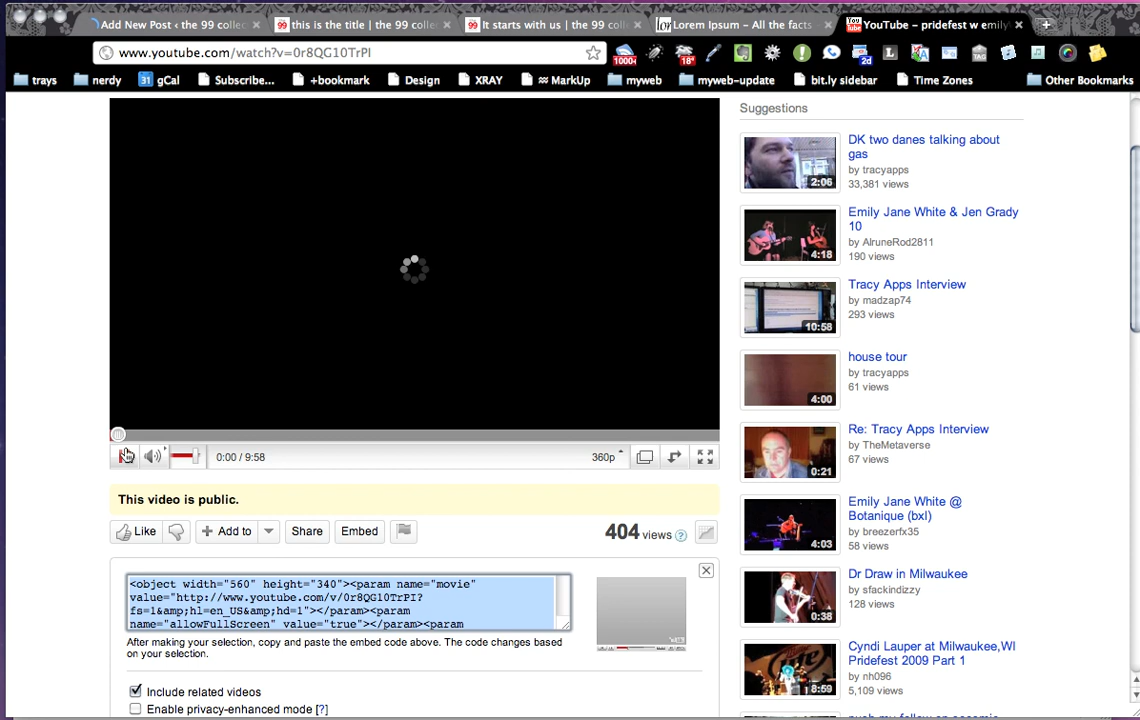 Add New Post ‹ the 99 collec
this is the title | the 99 colle
It starts with us | the 99 coll
Lorem Ipsum - All the facts
YouTube - pridefest w emily
www.youtube.com/watch?v=0r8QG10TrPI
1000+
18°
2d
L
TAG
trays
nerdy
31 gCal
Subscribe...
+bookmark
Design
XRAY
≈ MarkUp
myweb
myweb-update
bit.ly sidebar
Time Zones
Other Bookmarks
0:00 / 9:58
360p
This video is public.
Like
+ Add to
Share
Embed
404 views
<object width="560" height="340"><param name="movie"
value="http://www.youtube.com/v/0r8QG10TrPI?
fs=1&amp;hl=en_US&amp;hd=1"></param><param
name="allowFullScreen" value="true"></param><param
After making your selection, copy and paste the embed code above. The code changes based
on your selection.
Include related videos
Enable privacy-enhanced mode [?]
Suggestions
DK two danes talking about
gas
by tracyapps
33,381 views
2:06
Emily Jane White & Jen Grady
10
by AlruneRod2811
190 views
4:18
Tracy Apps Interview
by madzap74
293 views
10:58
house tour
by tracyapps
61 views
4:00
Re: Tracy Apps Interview
by TheMetaverse
67 views
0:21
Emily Jane White @
Botanique (bxl)
by breezerfx35
58 views
4:03
Dr Draw in Milwaukee
by sfackindizzy
128 views
Cyndi Lauper at Milwaukee,WI
Pridefest 2009 Part 1
by nh096
5,109 views
8:59